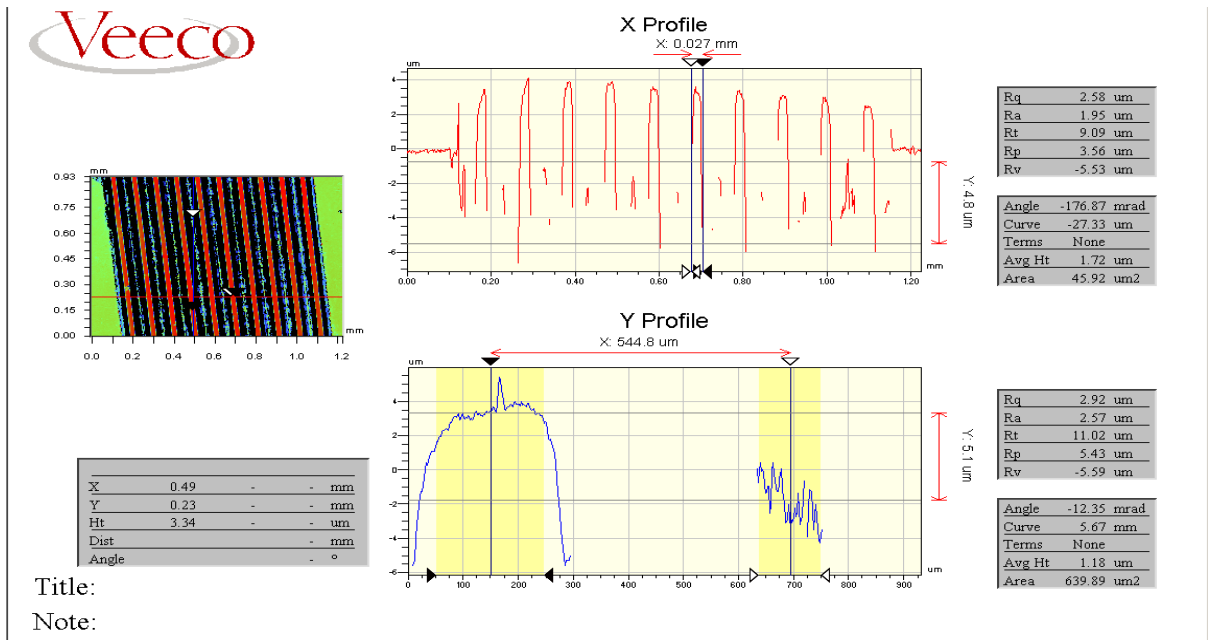 Veeco
X Profile
X: 0.027 mm
um
4
2
0
-2
-4
-6
0.00 0.20 0.40 0.60 0.80 1.00 1.20
mm
Y: 4.8 um
Rq 2.58 um
Ra 1.95 um
Rt 9.09 um
Rp 3.56 um
Rv -5.53 um
Angle -176.87 mrad
Curve -27.33 um
Terms None
Avg Ht 1.72 um
Area 45.92 um2
mm
0.93
0.75
0.60
0.45
0.30
0.15
0.00
mm
0.0 0.2 0.4 0.6 0.8 1.0 1.2
Y Profile
X: 544.8 um
um
4
2
0
-2
-4
-6
0 100 200 300 400 500 600 700 800 900
um
Y: 5.1 um
Rq 2.92 um
Ra 2.57 um
Rt 11.02 um
Rp 5.43 um
Rv -5.59 um
Angle -12.35 mrad
Curve 5.67 mm
Terms None
Avg Ht 1.18 um
Area 639.89 um2
X 0.49 - - mm
Y 0.23 - - mm
Ht 3.34 - - um
Dist - mm
Angle - °
Title:
Note: